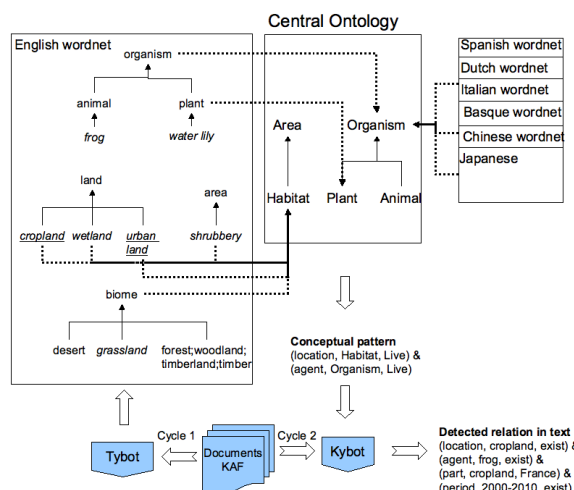 Central Ontology
English wordnet
organism
animal
plant
frog
water lily
land
area
cropland
wetland
urban
land
shrubbery
biome
desert
grassland
forest;woodland;
timberland;timber
Area
Organism
Habitat
Plant
Animal
Spanish wordnet
Dutch wordnet
Italian wordnet
Basque wordnet
Chinese wordnet
Japanese
Conceptual pattern
(location, Habitat, Live) &
(agent, Organism, Live)
Tybot
Cycle 1
Documents
KAF
Cycle 2
Kybot
Detected relation in text
(location, cropland, exist) &
(agent, frog, exist) &
(part, cropland, France) &
(period, 2000-2010, exist)